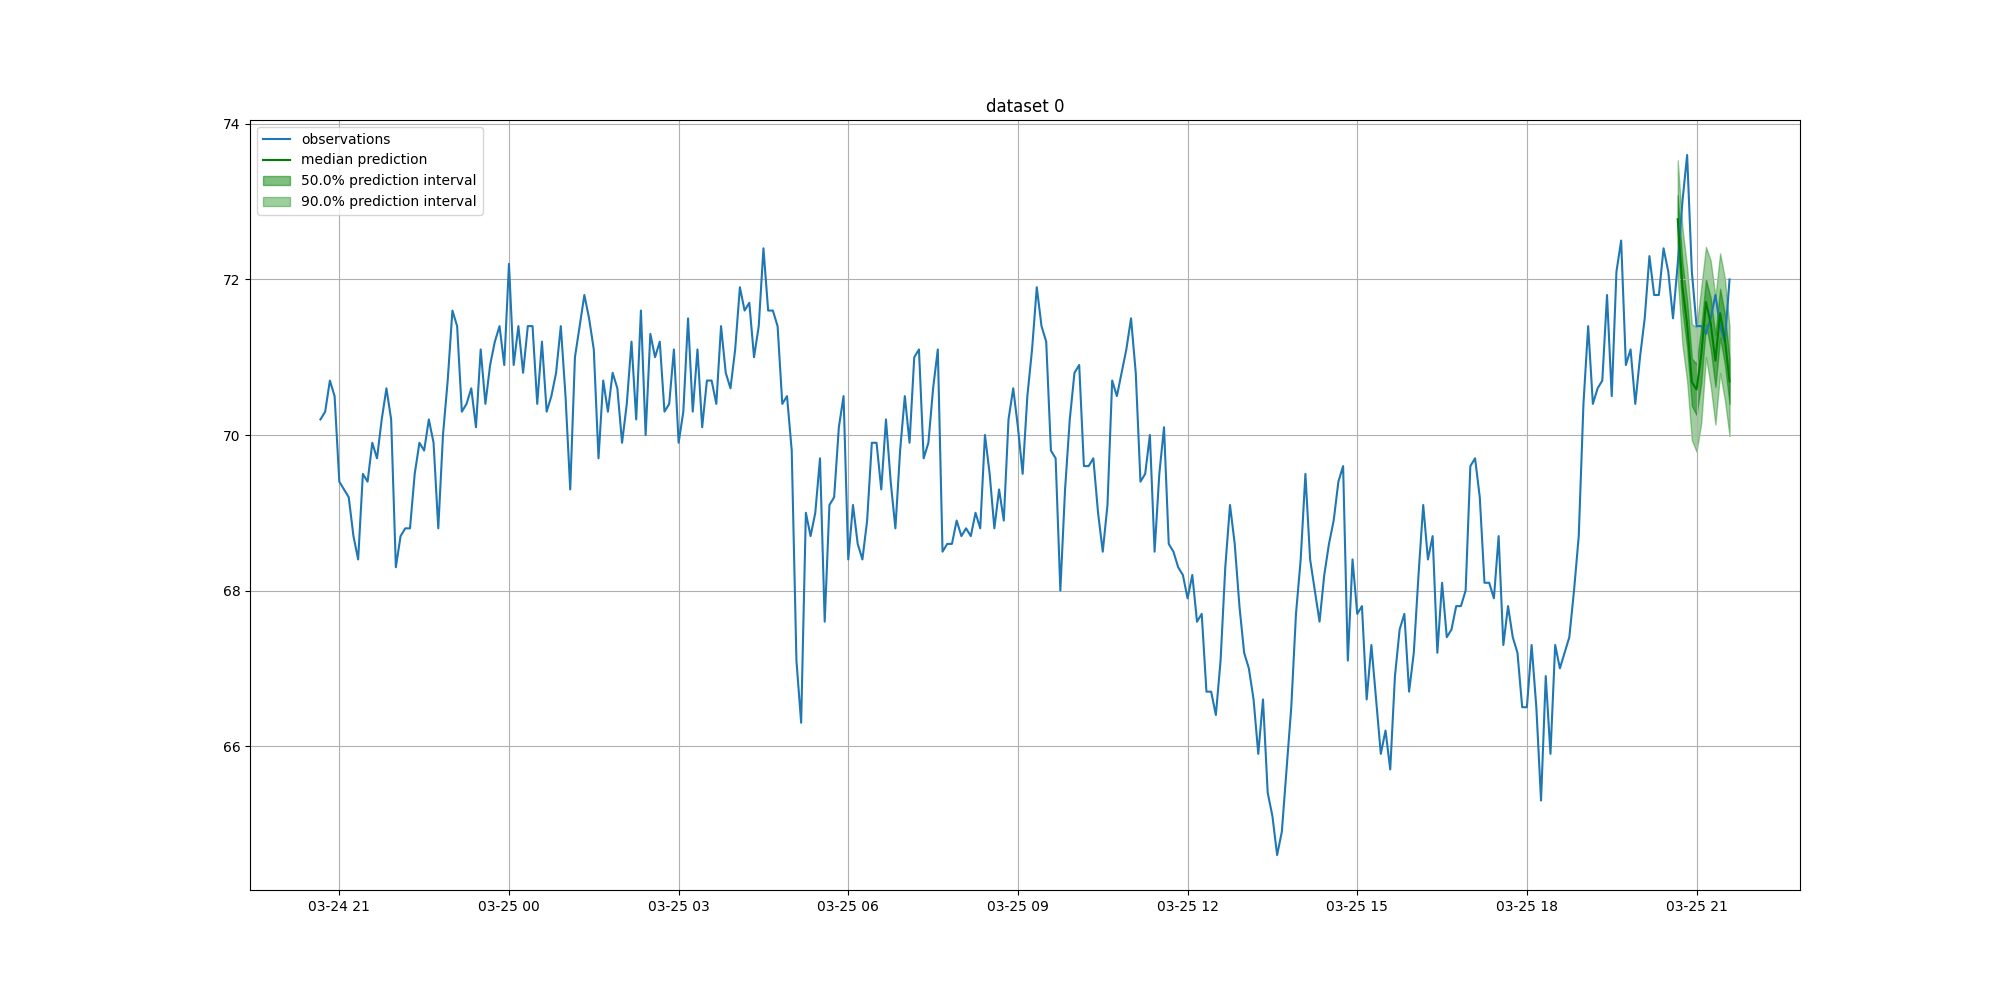 dataset 0
74
72
70
68
66
observations
median prediction
50.0% prediction interval
90.0% prediction interval
03-24 21
03-25 00
03-25 03
03-25 06
03-25 09
03-25 12
03-25 15
03-25 18
03-25 21